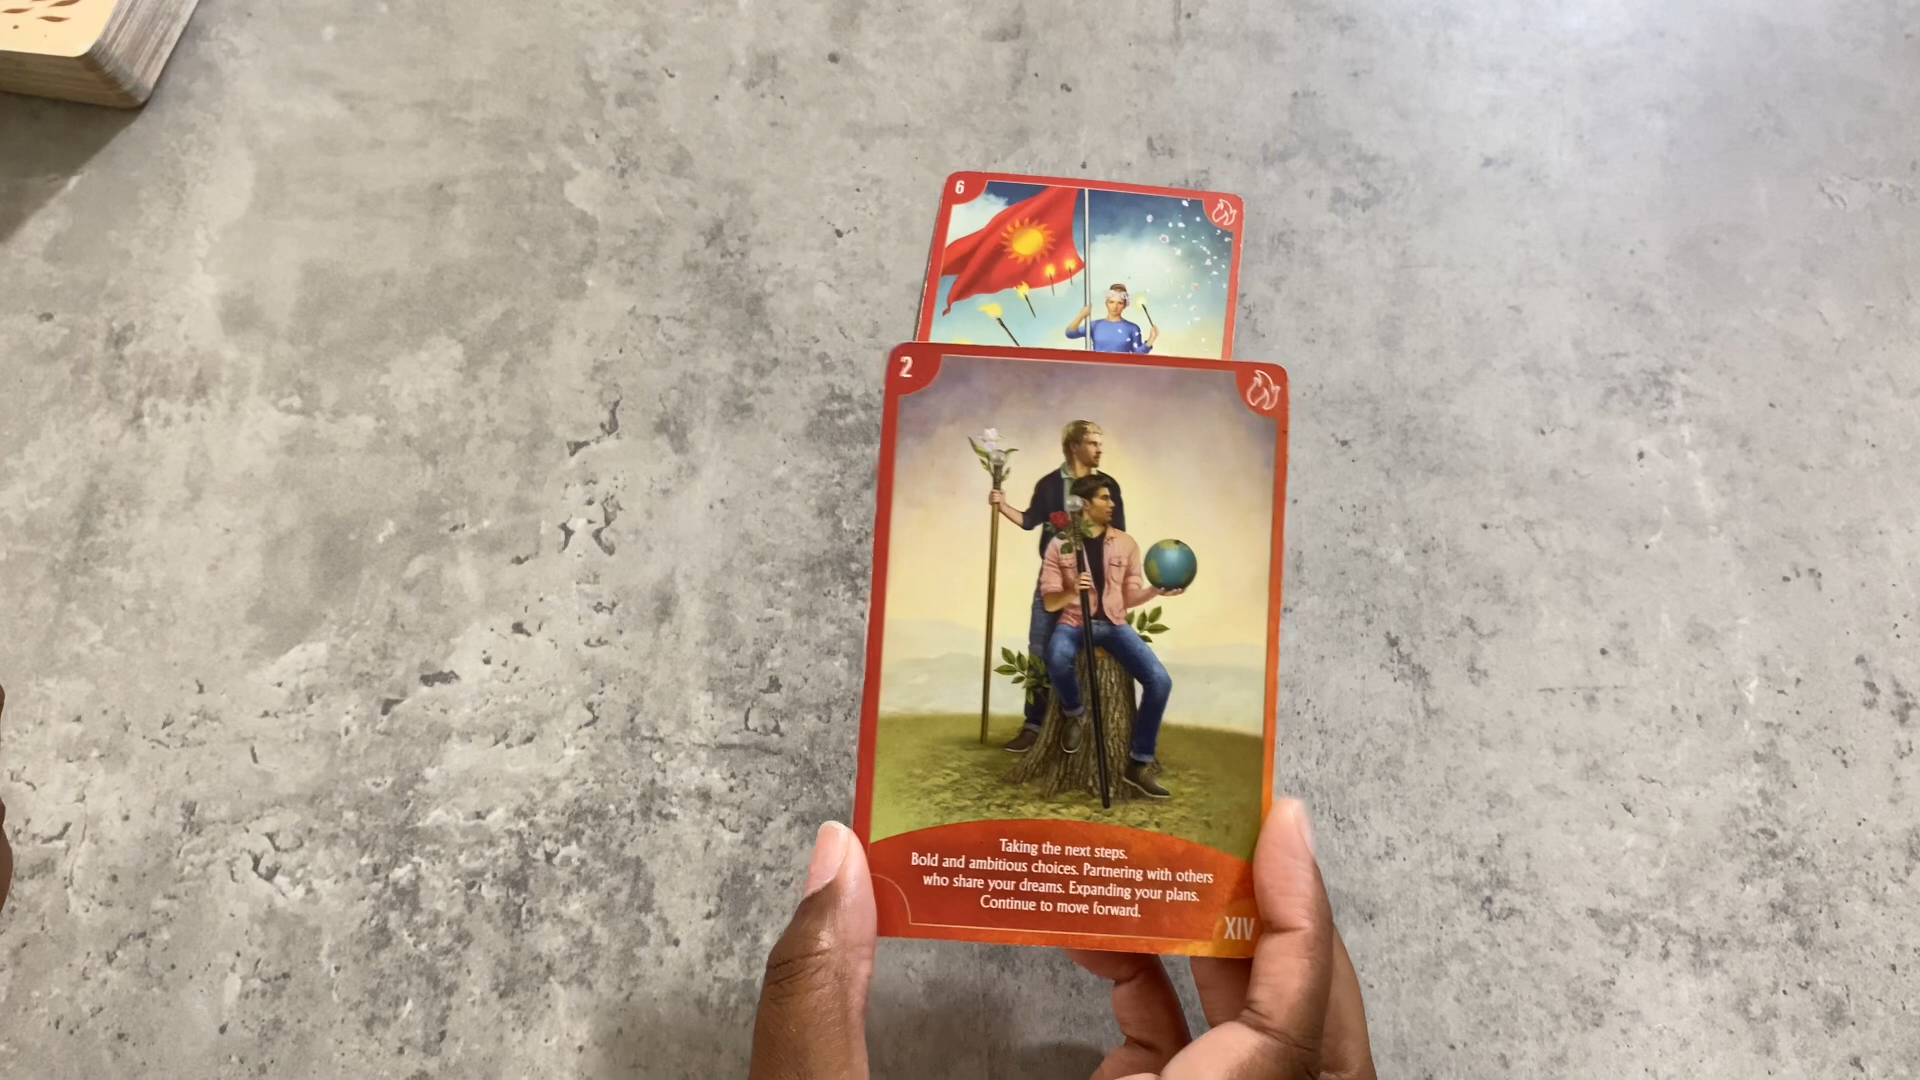 6
2
Taking the next steps.
Bold and ambitious choices. Partnering with others
who share your dreams. Expanding your plans.
Continue to move forward.
XIV